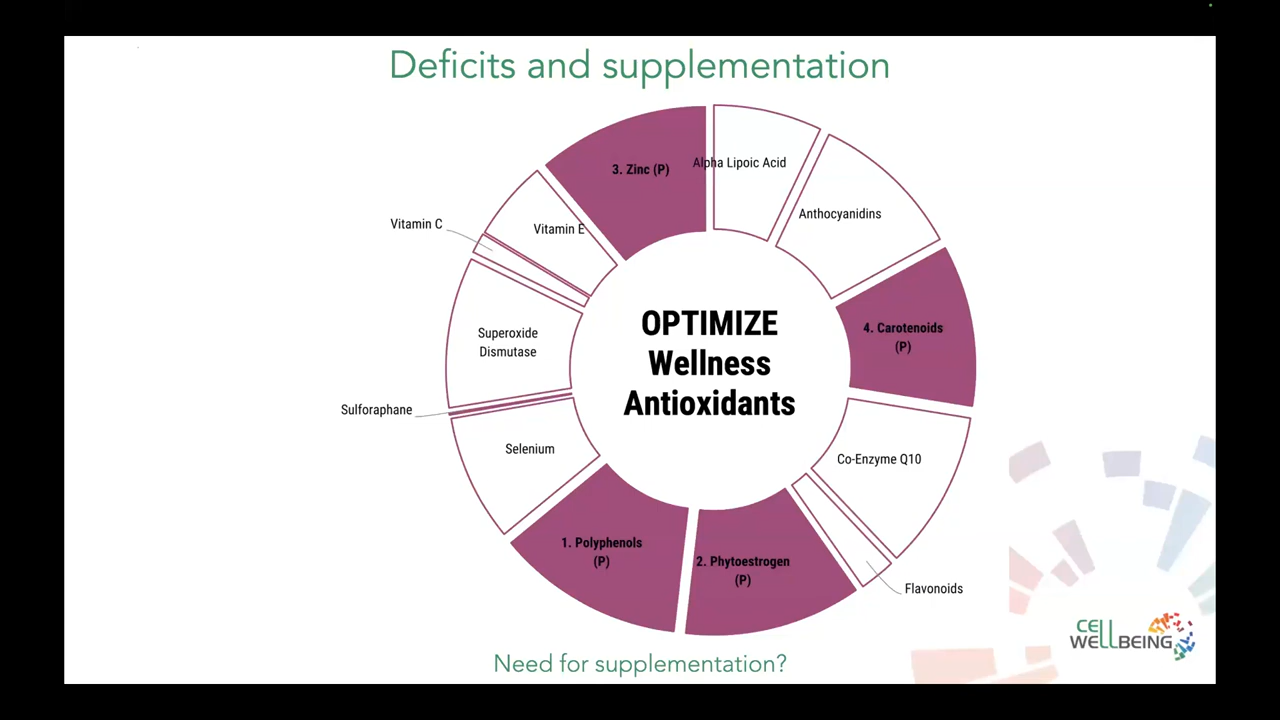 Deficits and supplementation
3. Zinc (P)
Alpha Lipoic Acid
Anthocyanidins
4. Carotenoids
(P)
Co-Enzyme Q10
Flavonoids
2. Phytoestrogen
(P)
1. Polyphenols
(P)
Selenium
Sulforaphane
Superoxide
Dismutase
Vitamin C
Vitamin E
OPTIMIZE
Wellness
Antioxidants
Need for supplementation?
CELL
WELLBEING